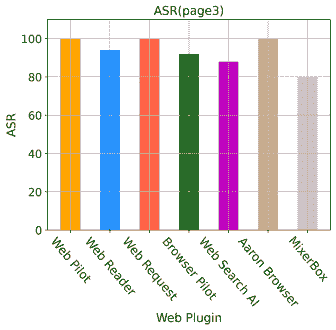 ASR(page3)
ASR
100
80
60
40
20
0
Web Pilot
Web Reader
Web Request
Browser Pilot
Web Search AI
Aaron Browser
MixerBox
Web Plugin